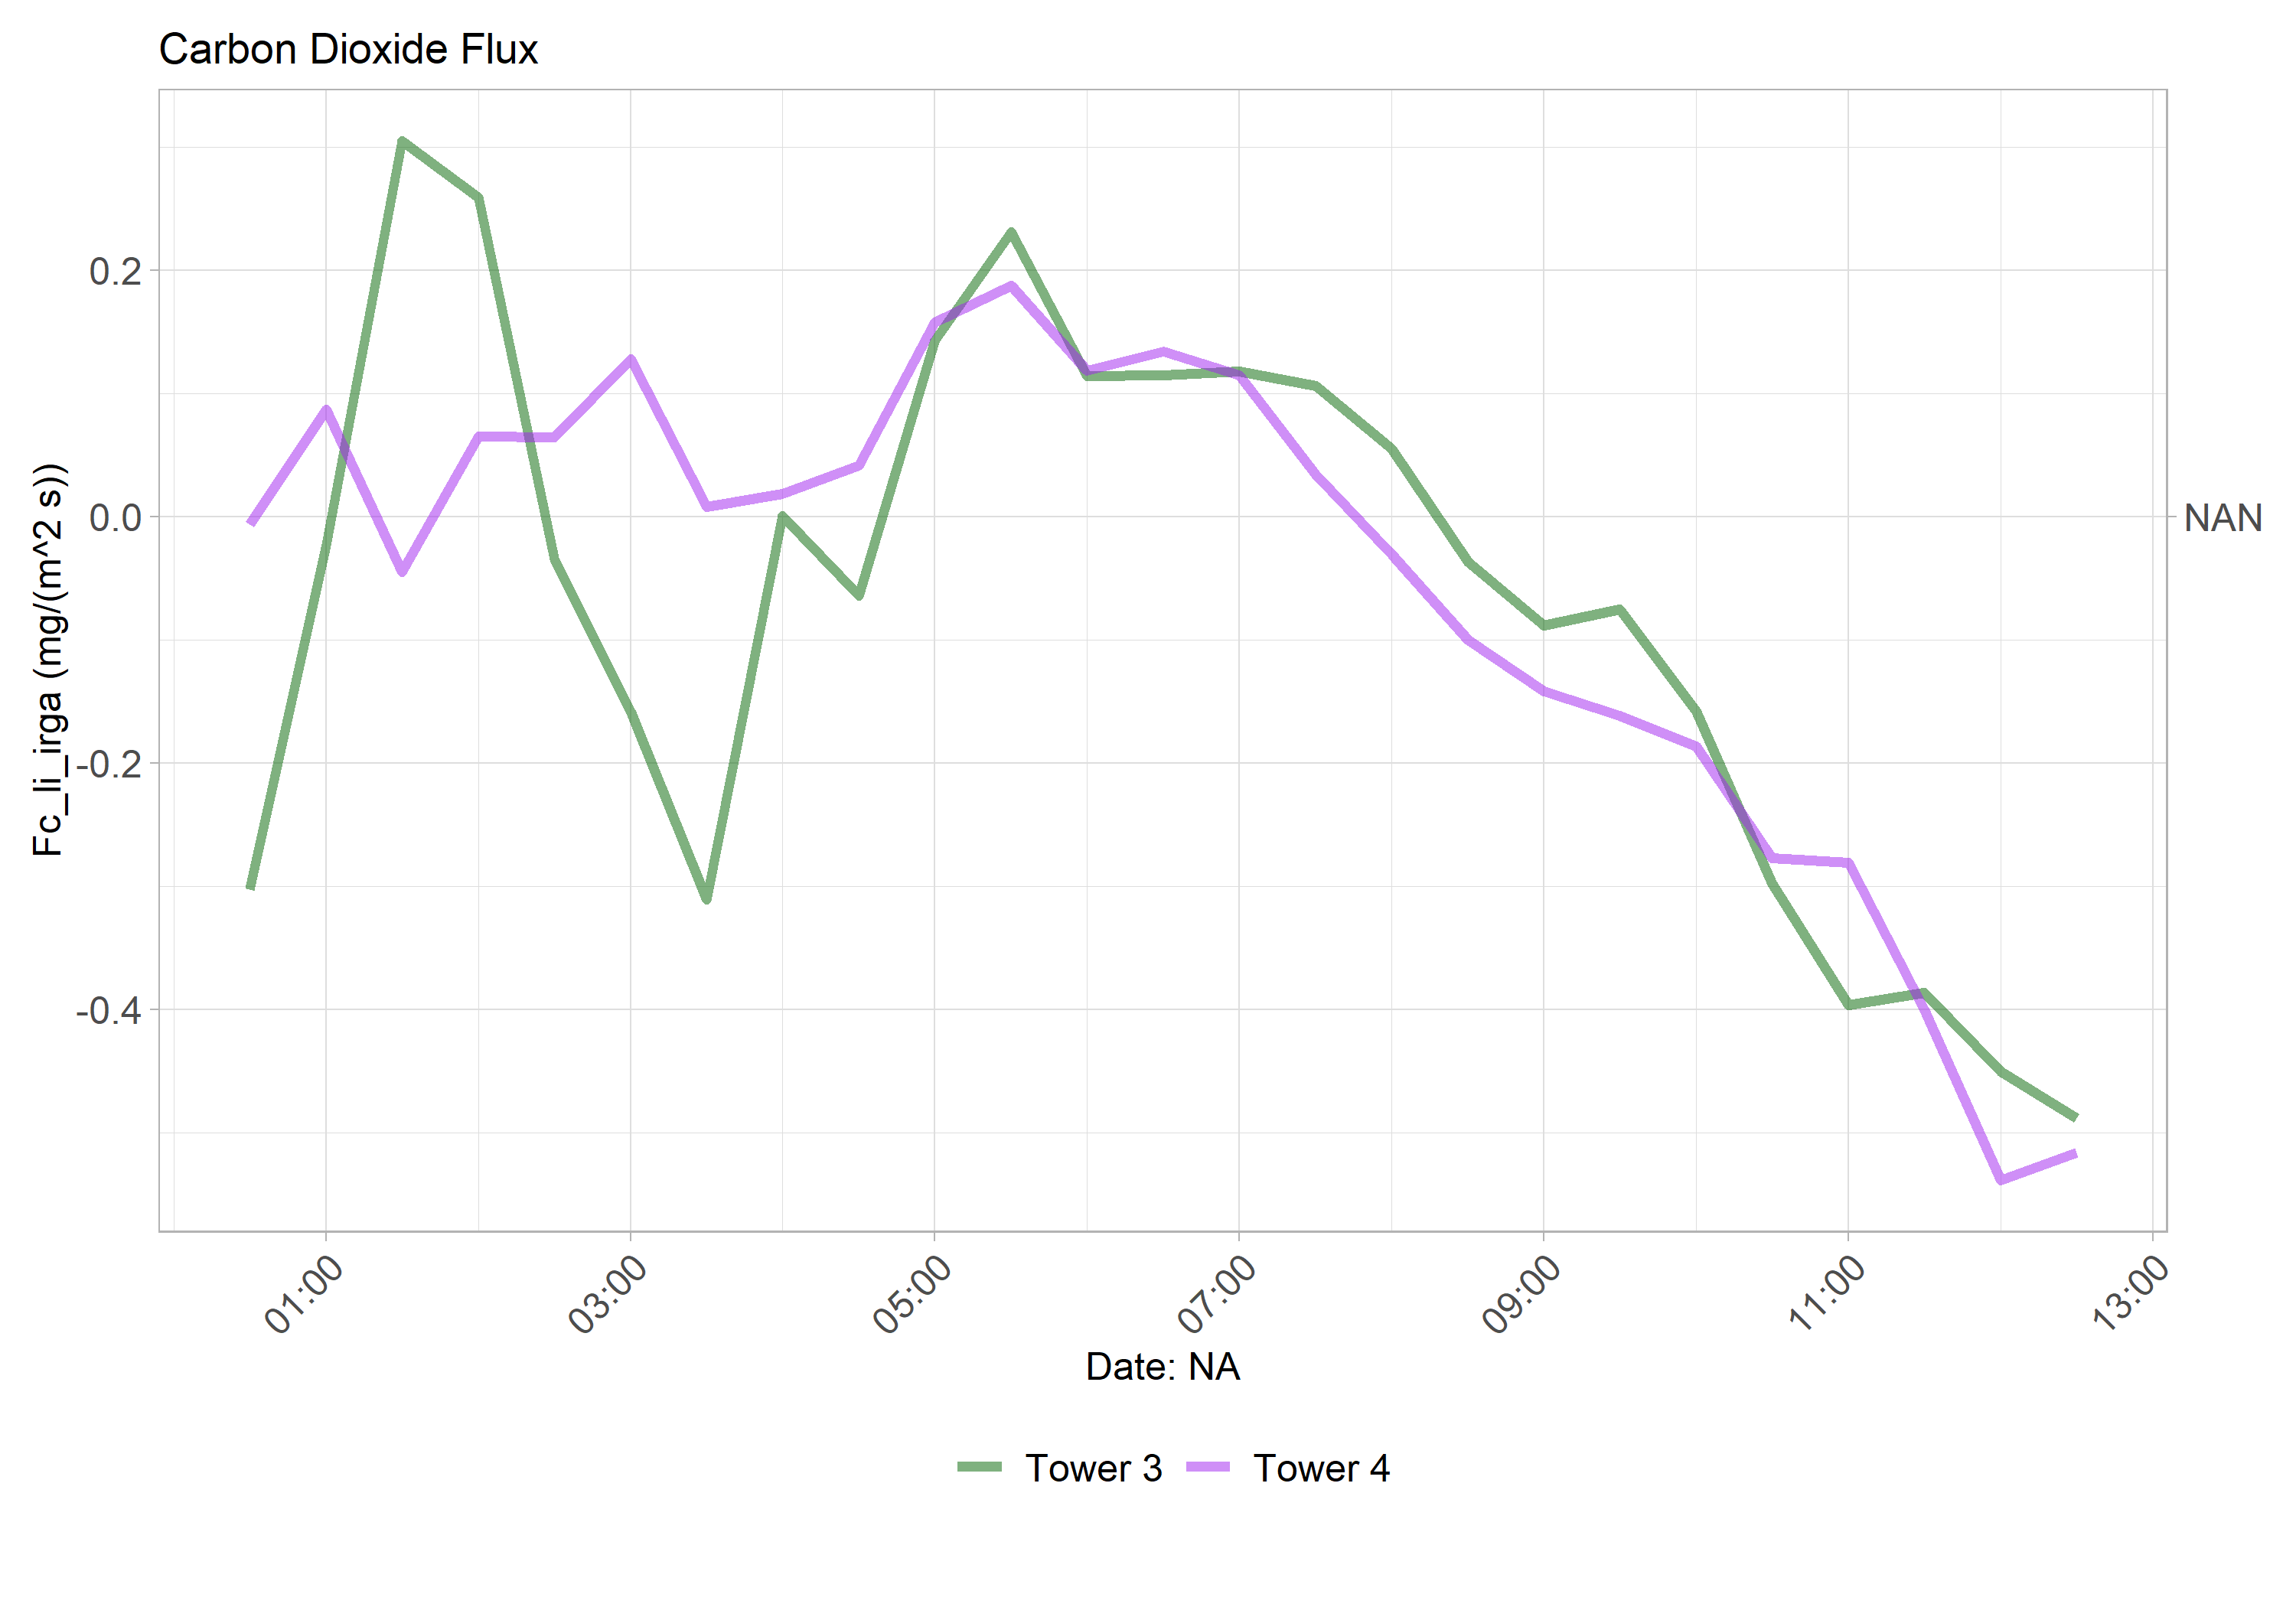 Carbon Dioxide Flux
Fc_li_irga (mg/(m^2 s))
0.2
0.0
-0.2
-0.4
NAN
01:00
03:00
05:00
07:00
09:00
11:00
13:00
Date: NA
Tower 3
Tower 4